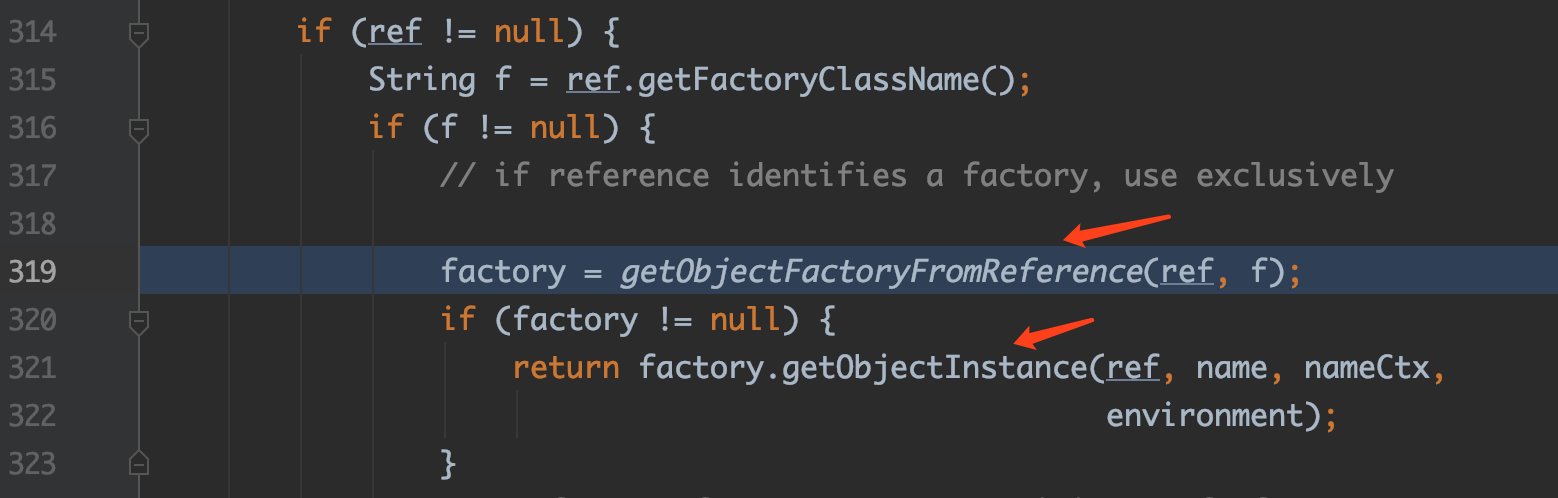 314 if (ref != null) {
315 String f = ref.getFactoryClassName();
316 if (f != null) {
317 // if reference identifies a factory, use exclusively
318
319 factory = getObjectFactoryFromReference(ref, f);
320 if (factory != null) {
321 return factory.getObjectInstance(ref, name, nameCtx,
322 environment);
323 }